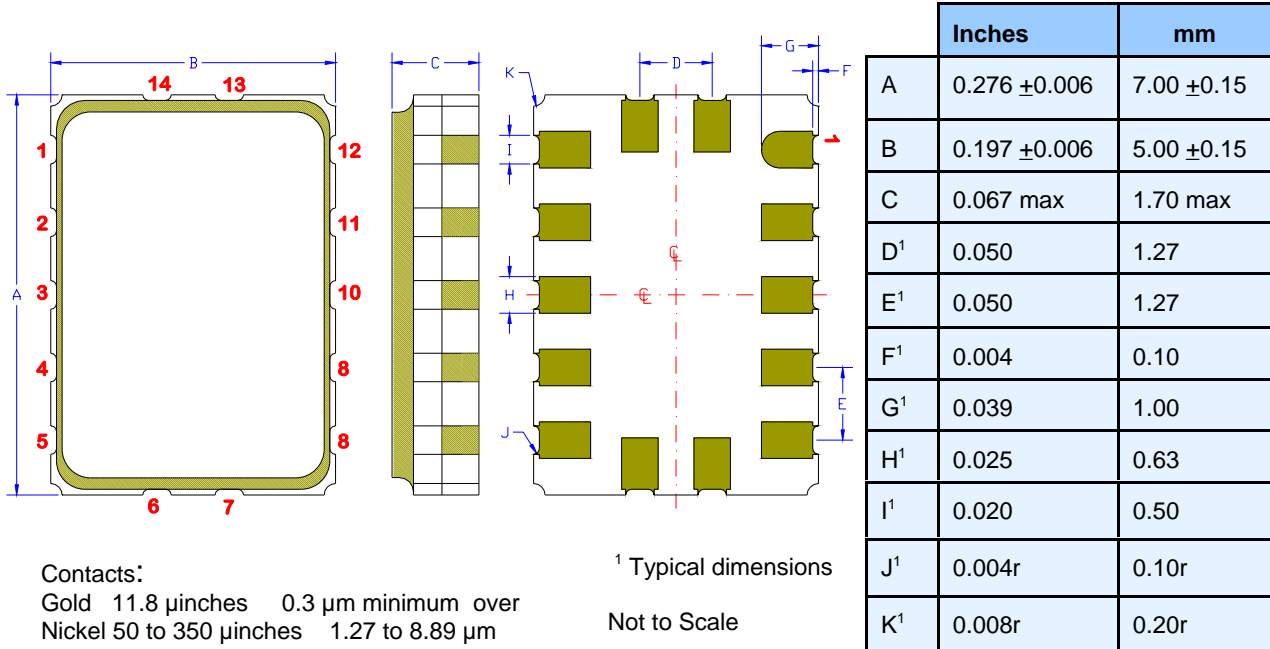 B
14 13
1 12
2 11
3 10
4 8
5 8
6 7
A
C
K
D
G
F
I
1
H
E
J
℄
℄
Inches mm
A 0.276 ±0.006 7.00 ±0.15
B 0.197 ±0.006 5.00 ±0.15
C 0.067 max 1.70 max
D¹ 0.050 1.27
E¹ 0.050 1.27
F¹ 0.004 0.10
G¹ 0.039 1.00
H¹ 0.025 0.63
I¹ 0.020 0.50
J¹ 0.004r 0.10r
K¹ 0.008r 0.20r
Contacts:
Gold 11.8 µinches 0.3 µm minimum over
Nickel 50 to 350 µinches 1.27 to 8.89 µm
¹ Typical dimensions
Not to Scale